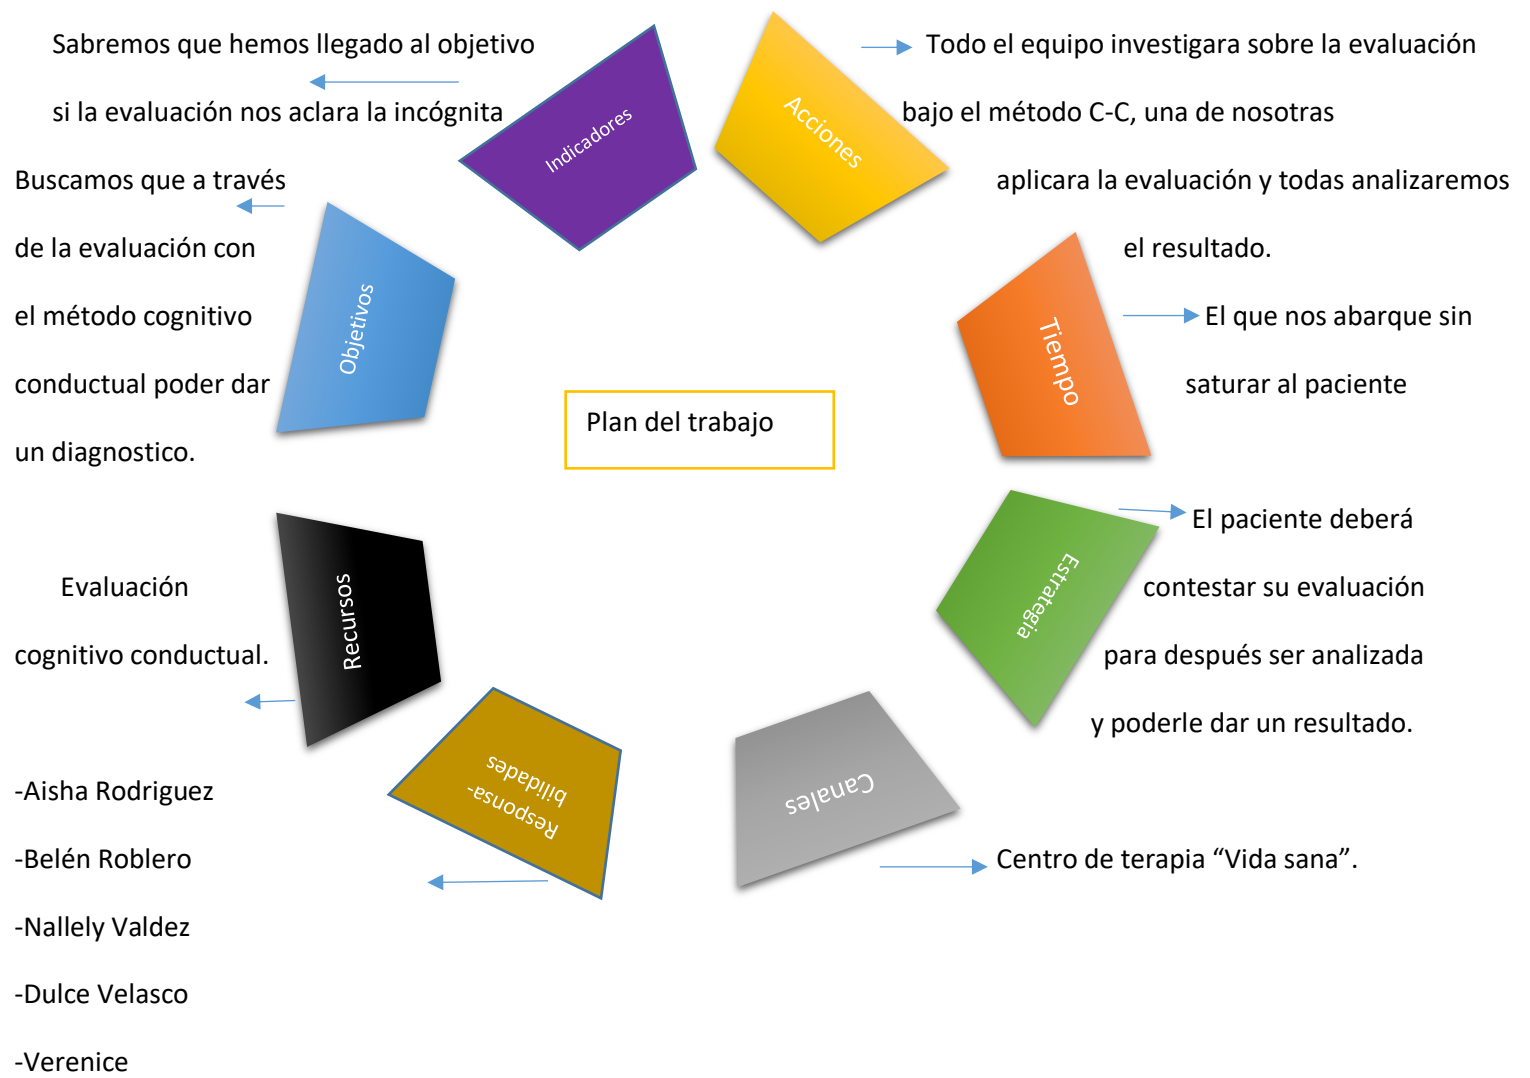 Sabremos que hemos llegado al objetivo
si la evaluación nos aclara la incógnita
Indicadores
Acciones
Todo el equipo investigara sobre la evaluación
bajo el método C-C, una de nosotras
aplicara la evaluación y todas analizaremos
el resultado.
Buscamos que a través
de la evaluación con
el método cognitivo
conductual poder dar
un diagnostico.
Objetivos
Tiempo
El que nos abarque sin
saturar al paciente
Plan del trabajo
Estrategia
El paciente deberá
contestar su evaluación
para después ser analizada
y poderle dar un resultado.
Evaluación
cognitivo conductual.
Recursos
Responsa-
bilidades
Canales
Centro de terapia “Vida sana”.
-Aisha Rodriguez
-Belén Roblero
-Nallely Valdez
-Dulce Velasco
-Verenice